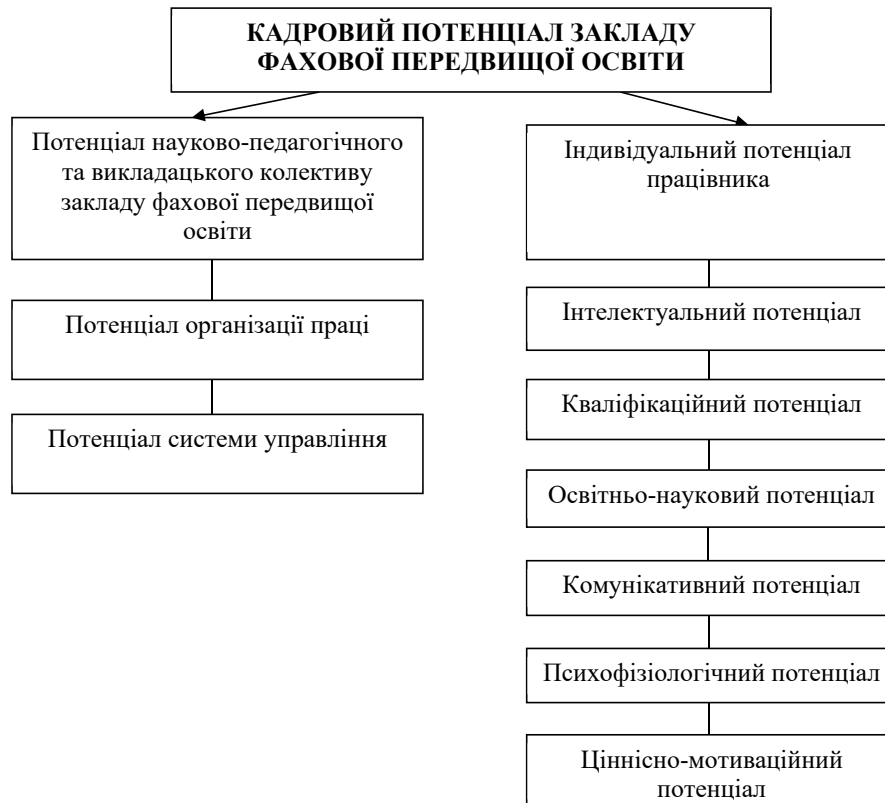 КАДРОВИЙ ПОТЕНЦІАЛ ЗАКЛАДУ
ФАХОВОЇ ПЕРЕДВИЩОЇ ОСВІТИ
Потенціал науково-педагогічного
та викладацького колективу
закладу фахової передвищої
освіти
Потенціал організації праці
Потенціал системи управління
Індивідуальний потенціал
працівника
Інтелектуальний потенціал
Кваліфікаційний потенціал
Освітньо-науковий потенціал
Комунікативний потенціал
Психофізіологічний потенціал
Ціннісно-мотиваційний
потенціал